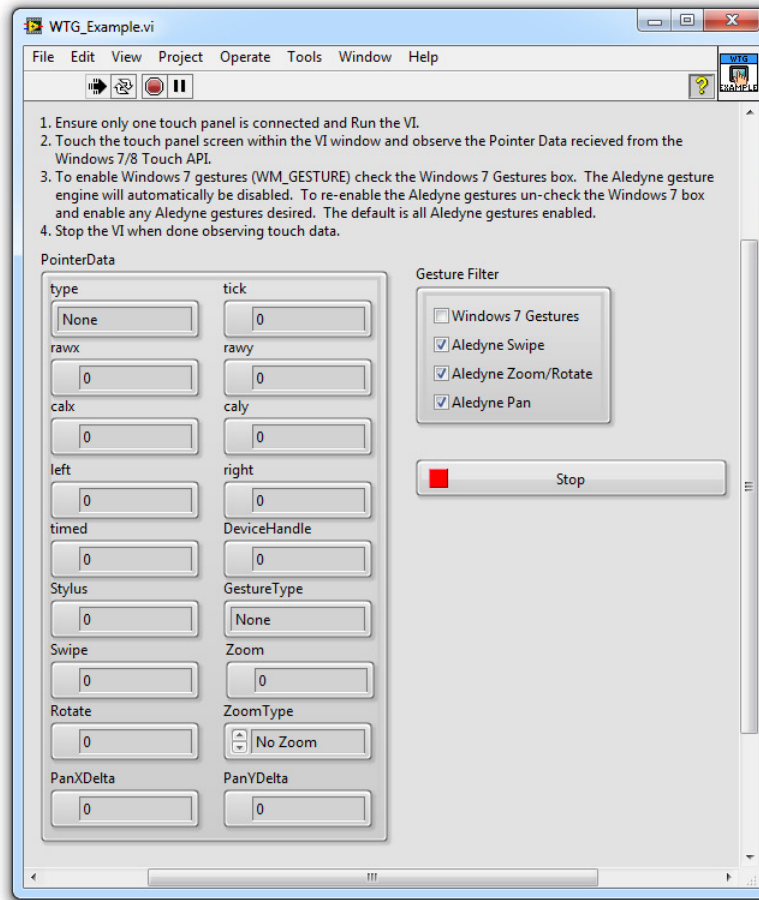 WTG_Example.vi
File Edit View Project Operate Tools Window Help
?
WTG
EXAMPLE
1. Ensure only one touch panel is connected and Run the VI.
2. Touch the touch panel screen within the VI window and observe the Pointer Data recieved from the
Windows 7/8 Touch API.
3. To enable Windows 7 gestures (WM_GESTURE) check the Windows 7 Gestures box. The Aledyne gesture
engine will automatically be disabled. To re-enable the Aledyne gestures un-check the Windows 7 box
and enable any Aledyne gestures desired. The default is all Aledyne gestures enabled.
4. Stop the VI when done observing touch data.
PointerData
type tick
None 0
rawx rawy
0 0
calx caly
0 0
left right
0 0
timed DeviceHandle
0 0
Stylus GestureType
0 None
Swipe Zoom
0 0
Rotate ZoomType
0 No Zoom
PanXDelta PanYDelta
0 0
Gesture Filter
Windows 7 Gestures
Aledyne Swipe
Aledyne Zoom/Rotate
Aledyne Pan
Stop